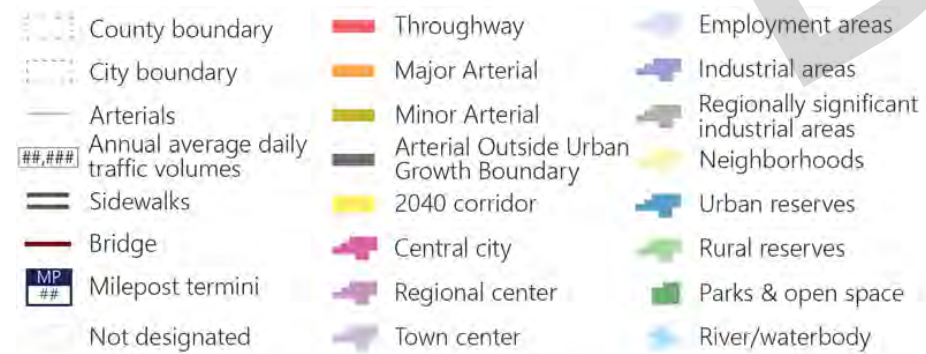 County boundary
City boundary
Arterials
##,###
Annual average daily
traffic volumes
Sidewalks
Bridge
MP
##
Milepost termini
Not designated
Throughway
Major Arterial
Minor Arterial
Arterial Outside Urban
Growth Boundary
2040 corridor
Central city
Regional center
Town center
Employment areas
Industrial areas
Regionally significant
industrial areas
Neighborhoods
Urban reserves
Rural reserves
Parks & open space
River/waterbody